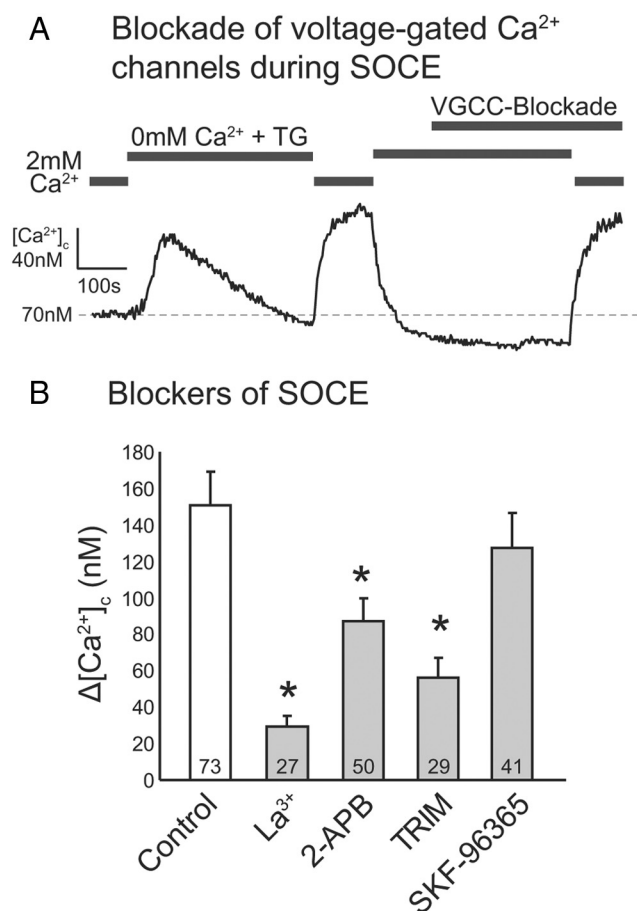 A Blockade of voltage-gated Ca²⁺
channels during SOCE
VGCC-Blockade
0mM Ca²⁺ + TG
2mM
Ca²⁺
[Ca²⁺]c
40nM
100s
70nM
B Blockers of SOCE
180
160
140
120
100
80
60
40
20
0
Δ[Ca²⁺]c (nM)
*
*
*
73
27
50
29
41
Control
La³⁺
2-APB
TRIM
SKF-96365